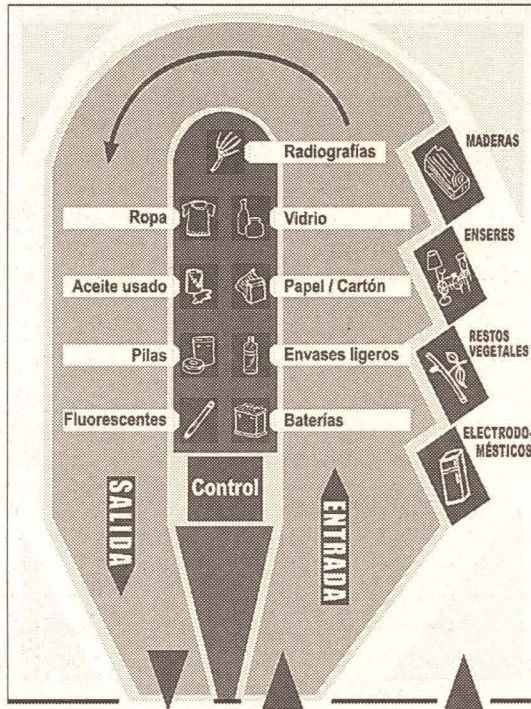 Radiografías
MADERAS
Ropa
Vidrio
ENSERES
Aceite usado
Papel / Cartón
Pilas
Envases ligeros
RESTOS
VEGETALES
Fluorescentes
Baterías
ELECTRODO-
MÉSTICOS
Control
SALIDA
ENTRADA